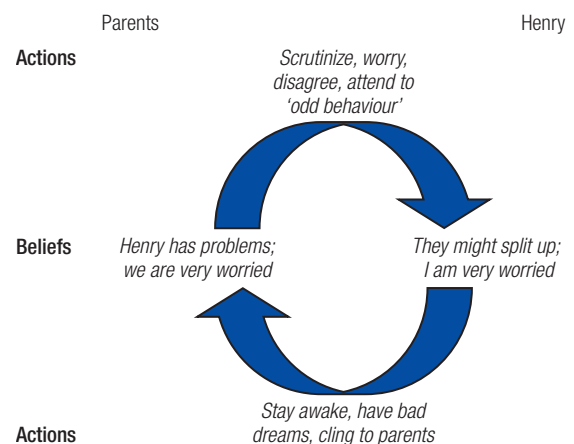 Parents
Henry
Actions
Scrutinize, worry,
disagree, attend to
‘odd behaviour’
Beliefs
Henry has problems;
we are very worried
They might split up;
I am very worried
Stay awake, have bad
Actions
dreams, cling to parents